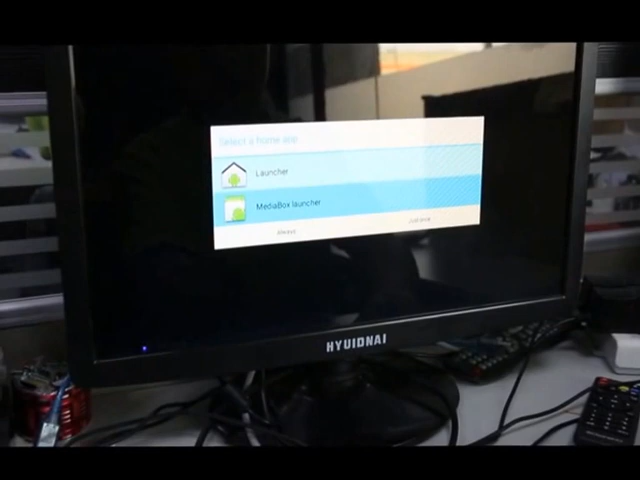 Select a home app
Launcher
MediaBox launcher
Always
Just once
HYUIDNAI